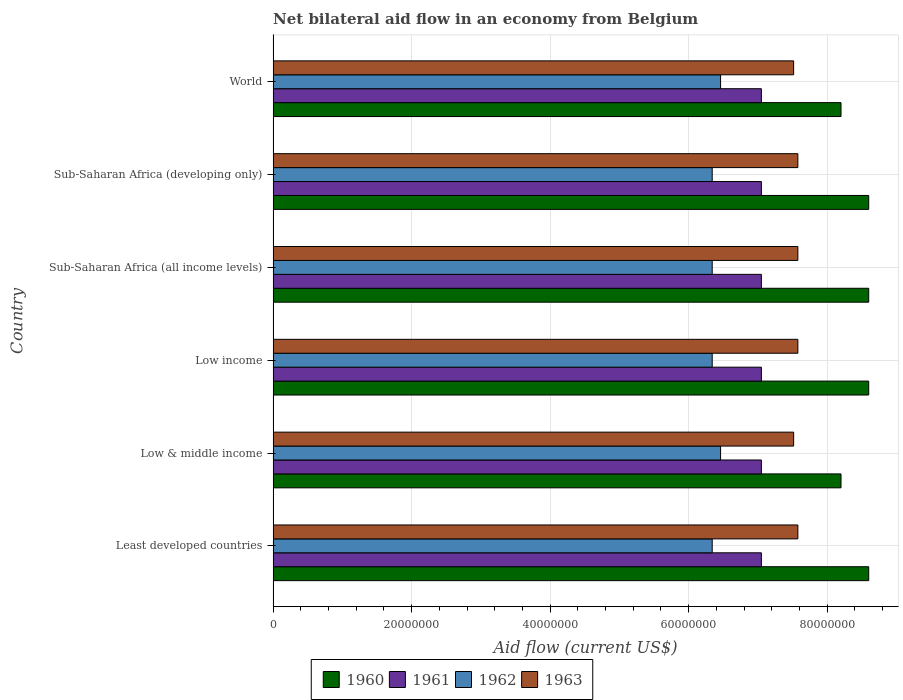 Net bilateral aid flow in an economy from Belgium
World
Sub-Saharan Africa (developing only)
Sub-Saharan Africa (all income levels)
Low income
Low & middle income
Least developed countries
Country
0
20000000
40000000
60000000
80000000
Aid flow (current US$)
1960
1961
1962
1963